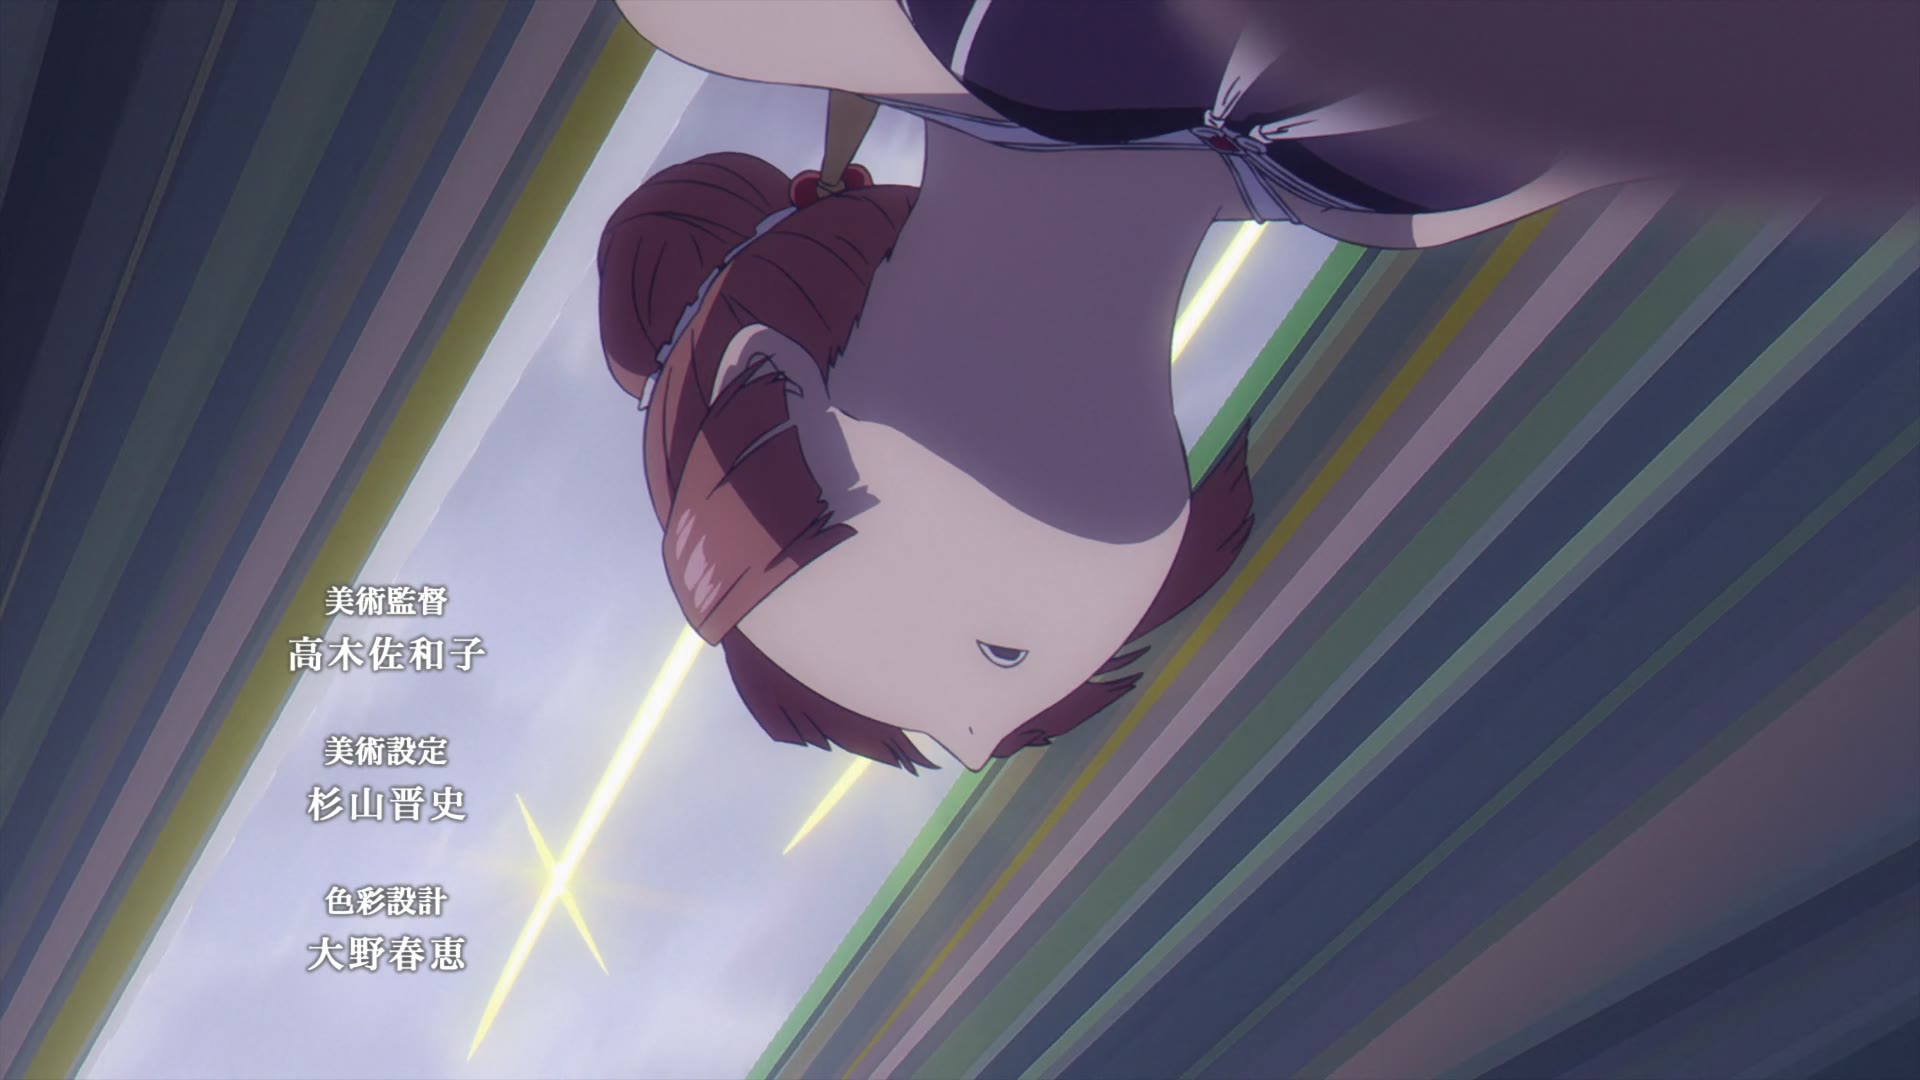 美術監督
高木佐和子
美術設定
杉山晋史
色彩設計
大野春恵